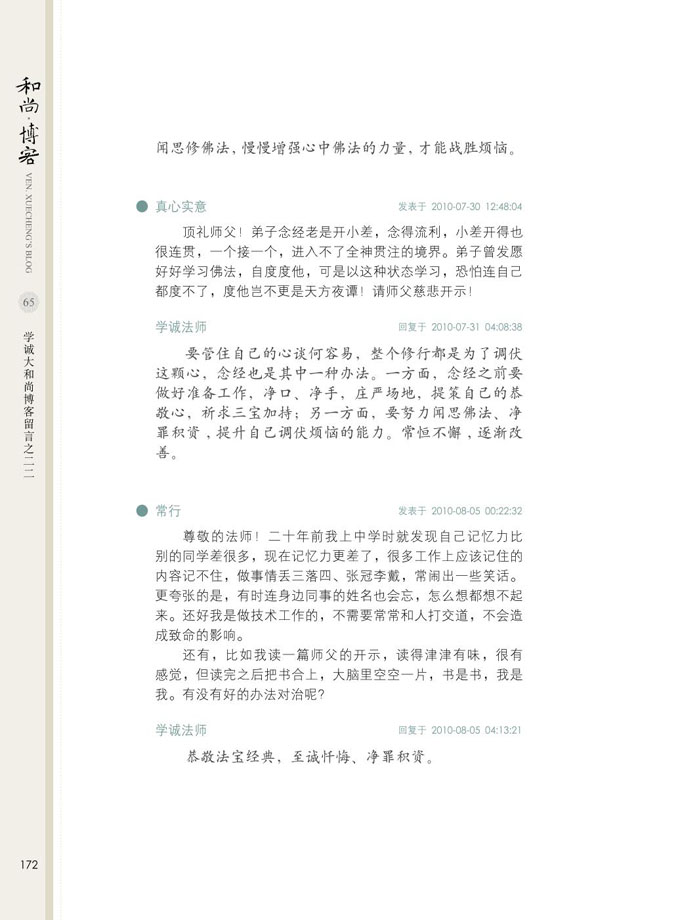 和尚·博客
VEN. XUECHENG'S BLOG
65
学诚大和尚博客留言之二二
172
闻思修佛法，慢慢增强心中佛法的力量，才能战胜烦恼。
真心实意 发表于 2010-07-30 12:48:04
顶礼师父！弟子念经老是开小差，念得流利，小差开得也
很连贯，一个接一个，进入不了全神贯注的境界。弟子曾发愿
好好学习佛法，自度度他，可是以这种状态学习，恐怕连自己
都度不了，度他岂不更是天方夜谭！请师父慈悲开示！
学诚法师 回复于 2010-07-31 04:08:38
要管住自己的心谈何容易，整个修行都是为了调伏
这颗心，念经也是其中一种办法。一方面，念经之前要
做好准备工作，净口、净手，庄严场地，提策自己的恭
敬心，祈求三宝加持；另一方面，要努力闻思佛法、净
罪积资，提升自己调伏烦恼的能力。常恒不懈，逐渐改
善。
常行 发表于 2010-08-05 00:22:32
尊敬的法师！二十年前我上中学时就发现自己记忆力比
别的同学差很多，现在记忆力更差了，很多工作上应该记住的
内容记不住，做事情丢三落四、张冠李戴，常闹出一些笑话。
更夸张的是，有时连身边同事的姓名也会忘，怎么想都想不起
来。还好我是做技术工作的，不需要常常和人打交道，不会造
成致命的影响。
还有，比如我读一篇师父的开示，读得津津有味，很有
感觉，但读完之后把书合上，大脑里空空一片，书是书，我是
我。有没有好的办法对治呢？
学诚法师 回复于 2010-08-05 04:13:21
恭敬法宝经典，至诚忏悔、净罪积资。